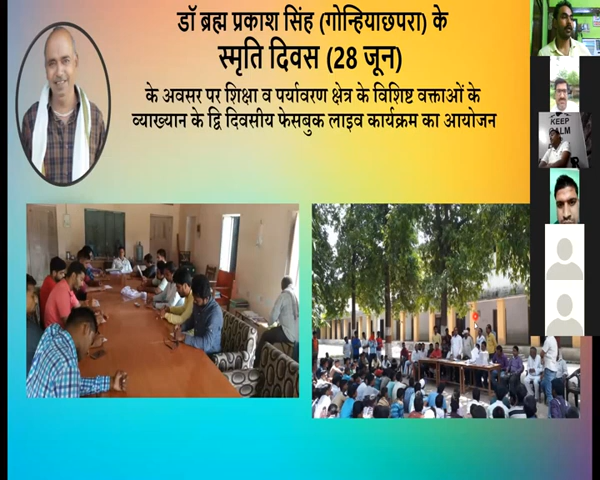 डॉ ब्रह्म प्रकाश सिंह (गोन्हियाछपरा) के
स्मृति दिवस (28 जून)
के अवसर पर शिक्षा व पर्यावरण क्षेत्र के विशिष्ट वक्ताओं के
व्याख्यान के द्वि दिवसीय फेसबुक लाइव कार्यक्रम का आयोजन
KEEP
CALM